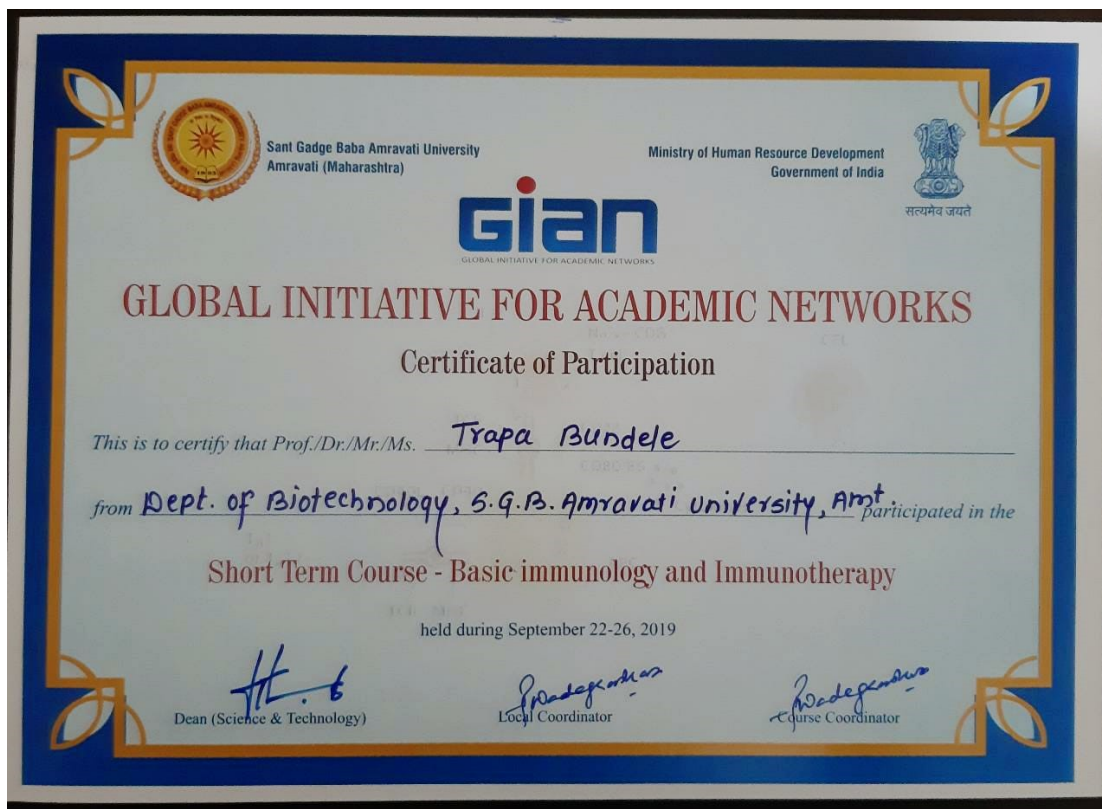 Sant Gadge Baba Amravati University
Amravati (Maharashtra)
Ministry of Human Resource Development
Government of India
सत्यमेव जयते
Gian
GLOBAL INITIATIVE FOR ACADEMIC NETWORKS
GLOBAL INITIATIVE FOR ACADEMIC NETWORKS
Certificate of Participation
This is to certify that Prof./Dr./Mr./Ms. Trapa Bundele
from Dept. of Biotechnology, S.G.B. Amravati University, Amt. participated in the
Short Term Course - Basic immunology and Immunotherapy
held during September 22-26, 2019
Dean (Science & Technology)
Local Coordinator
Course Coordinator